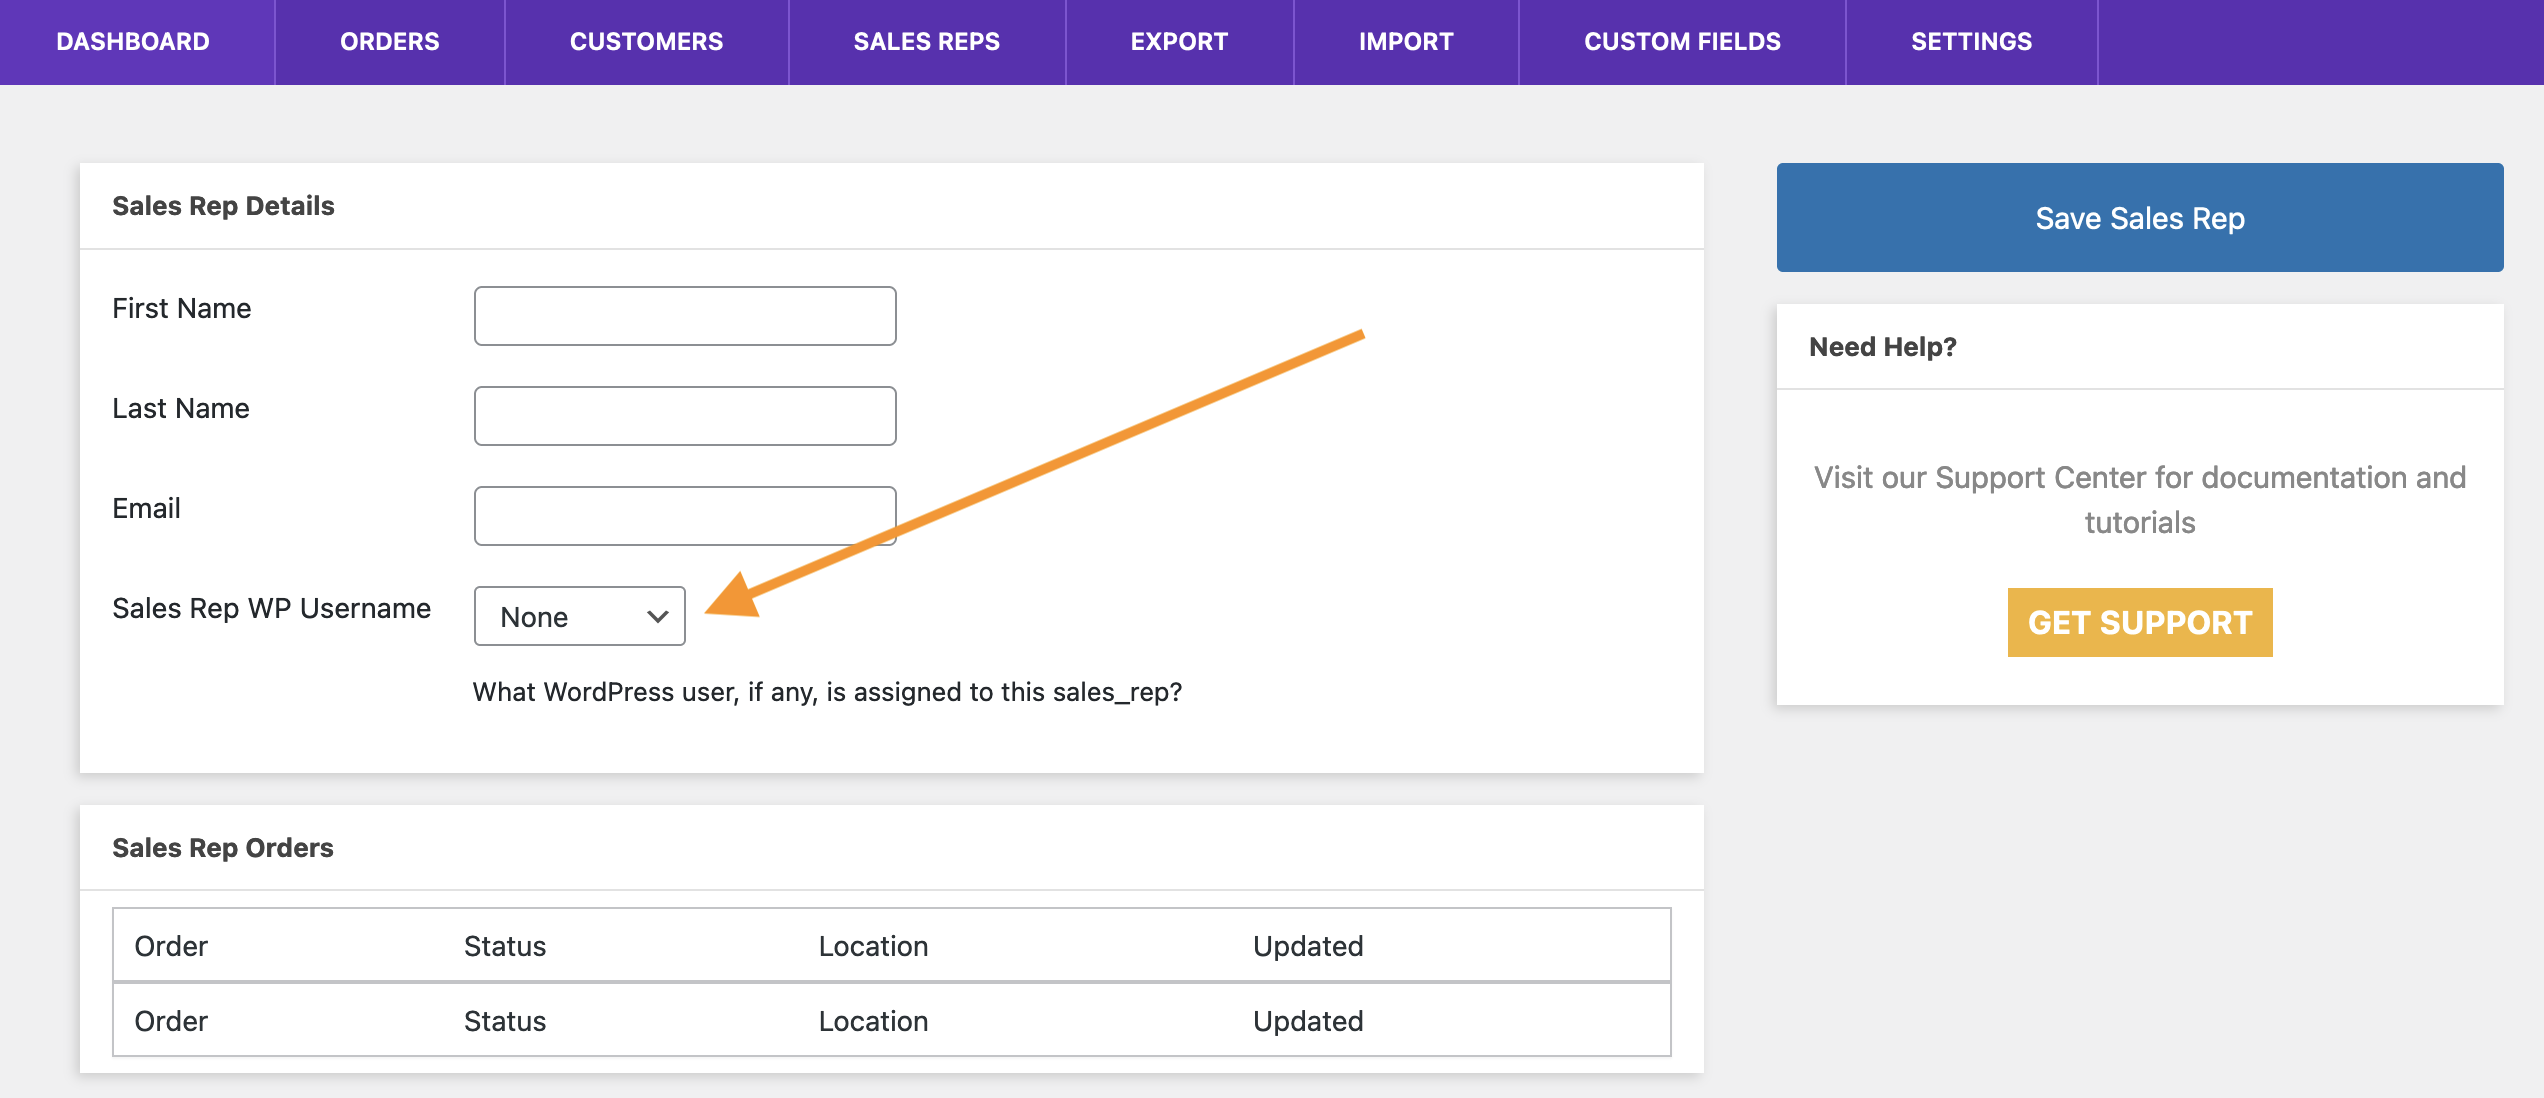 DASHBOARD ORDERS CUSTOMERS SALES REPS EXPORT IMPORT CUSTOM FIELDS SETTINGS
Sales Rep Details
First Name
Last Name
Email
Sales Rep WP Username None
What WordPress user, if any, is assigned to this sales_rep?
Save Sales Rep
Need Help?
Visit our Support Center for documentation and
tutorials
GET SUPPORT
Sales Rep Orders
Order Status Location Updated
Order Status Location Updated